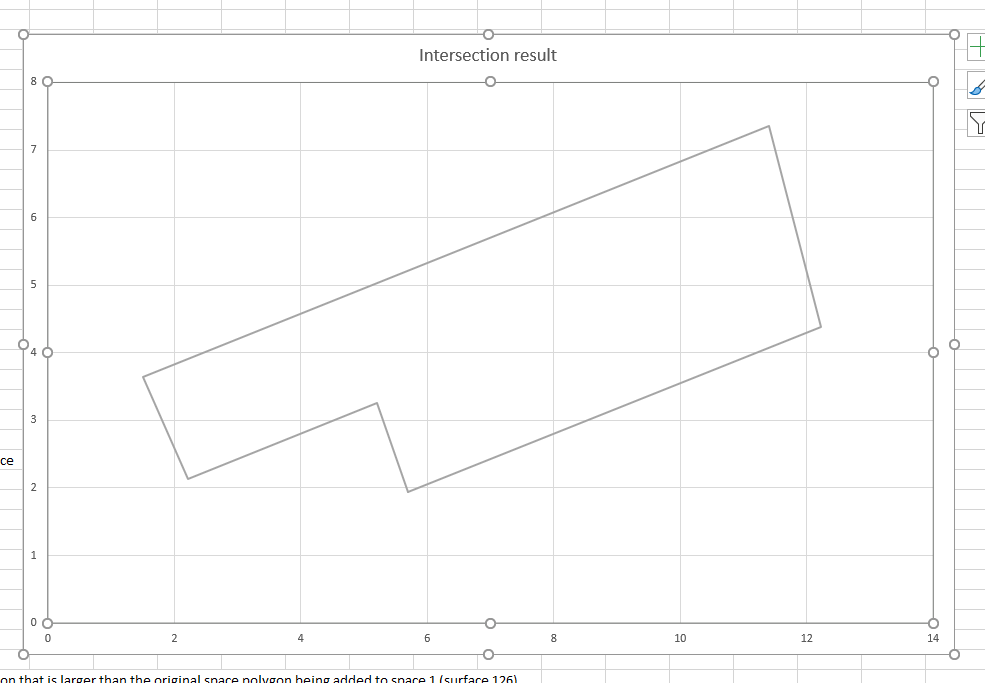 Intersection result
8
7
6
5
4
3
2
1
0
0 2 4 6 8 10 12 14
ce
on that is larger than the original space polygon being added to space 1 (surface 126)